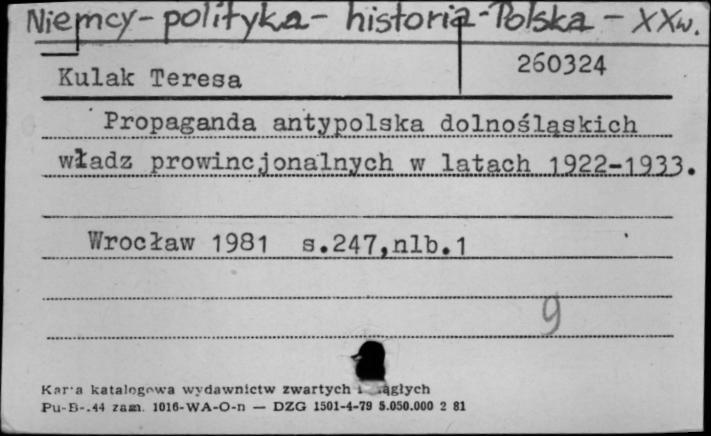 Niemcy - polityka - historia - Polska - XXw.
Kulak Teresa
260324
Propaganda antypolska dolnośląskich
władz prowincjonalnych w latach 1922-1933.
Wrocław 1981 s.247,nlb.1
9
Karta katalogowa wydawnictw zwartych i ciągłych
Pu-B-.44 zam. 1016-WA-O-n — DZG 1501-4-79 5.050.000 2 81